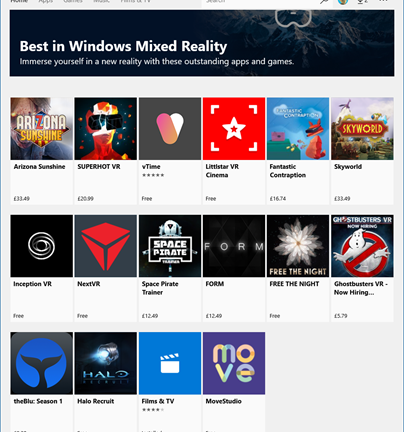 Home Apps Games Music Films & TV Search 2
Best in Windows Mixed Reality
Immerse yourself in a new reality with these outstanding apps and games.
ARIZONA
SUNSHINE
FANTASTIC
CONTRAPTION
SKYWORLD
Arizona Sunshine SUPERHOT VR vTime Littlstar VR Fantastic Skyworld
Cinema Contraption
£33.49 £20.99 Free Free £16.74 £33.49
SPACE
PIRATE
TRAINER
FORM
FREE THE NIGHT
GHOSTBUSTERS VR
NOW HIRING
Inception VR NextVR Space Pirate FORM FREE THE NIGHT Ghostbusters VR -
Trainer Now Hiring...
Free Free £12.49 £12.49 Free £5.79
HALO
RECRUIT
move
theBlu: Season 1 Halo Recruit Films & TV MoveStudio
Free